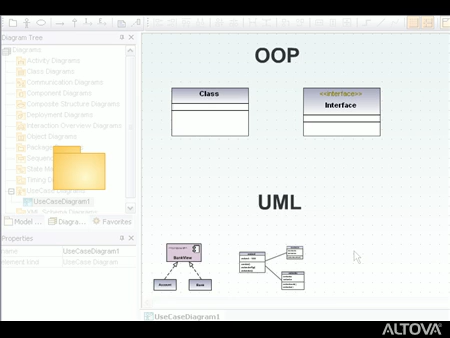 Diagram Tree
OOP
Diagrams
Activity Diagrams
Class Diagrams
Communication Diagrams
Component Diagrams
Composite Structure Diagrams
Deployment Diagrams
Interaction Overview Diagrams
Object Diagrams
Class
<<interface>>
Interface
UseCase Diagrams
UseCaseDiagram1
UML
Model ...
Diagra...
Favorites
Properties
name UseCaseDiagram1
element kind UseCase Diagram
BankView
Account
Bank
UseCaseDiagram1
ALTOVA®